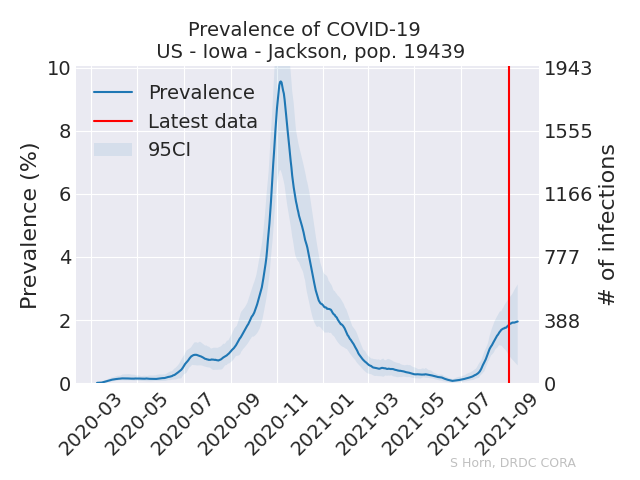 Prevalence of COVID-19
US - Iowa - Jackson, pop. 19439
Prevalence
Latest data
95CI
Prevalence (%)
10
8
6
4
2
0
# of infections
1943
1555
1166
777
388
0
2020-03
2020-05
2020-07
2020-09
2020-11
2021-01
2021-03
2021-05
2021-07
2021-09
S Horn, DRDC CORA